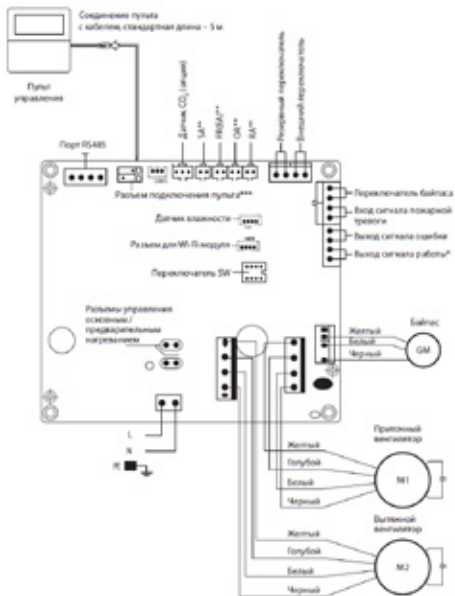 Соединение пульта
с кабелем, стандартная длина – 5 м
Пульт
управления
Порт RS485
Датчик CO₂ (опция)
SA**
FR(EA)**
OA**
RA**
Резервный переключатель
Внешний переключатель
Разъем подключения пульта***
Датчик влажности
Разъем для Wi-Fi модуля
Переключатель SW
Переключатель байпаса
Вход сигнала пожарной
тревоги
Выход сигнала ошибки
Выход сигнала работы*
Разъемы управления
основным/
предварительным
нагреванием
Желтый
Белый
Черный
Байпас
GM
L
N
PE
Приточный
вентилятор
Желтый
Голубой
Белый
Черный
M1
Вытяжной
вентилятор
Желтый
Голубой
Белый
Черный
M2